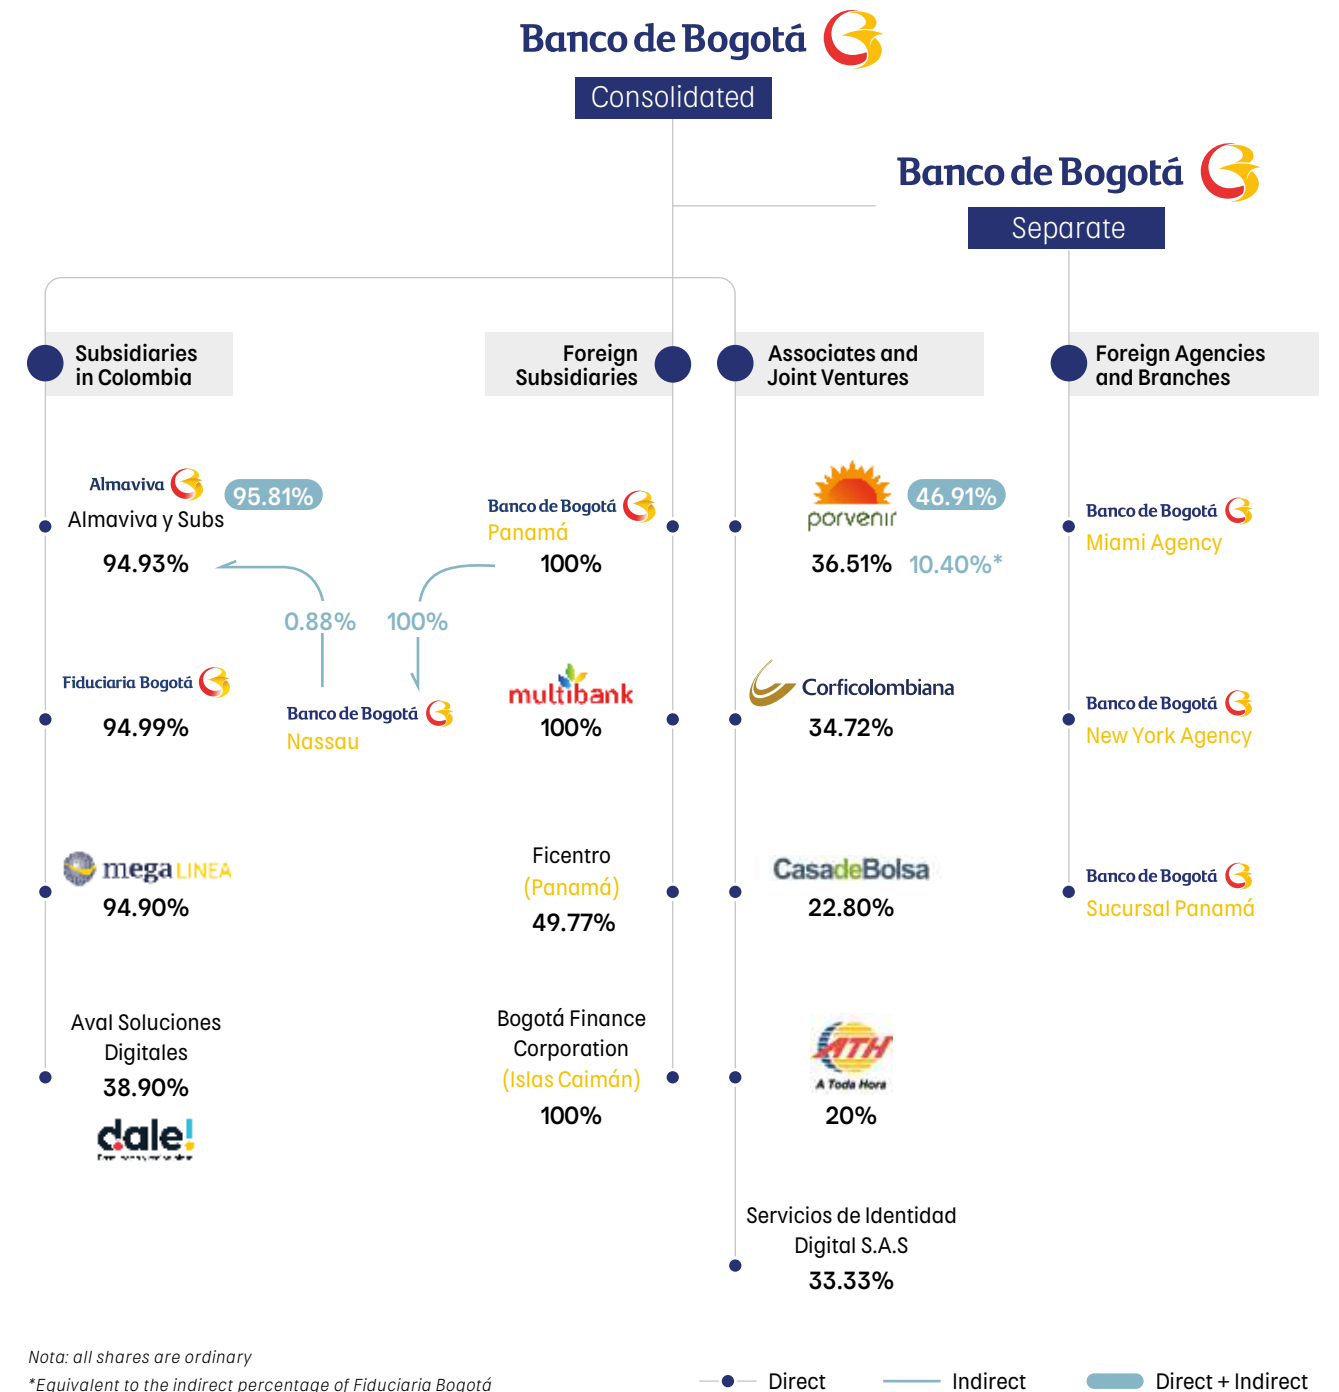 Banco de Bogotá
Consolidated
Banco de Bogotá
Separate
Subsidiaries
in Colombia
Foreign
Subsidiaries
Associates and
Joint Ventures
Foreign Agencies
and Branches
Almaviva
95.81%
Almaviva y Subs
94.93%
Banco de Bogotá
Panamá
100%
porvenir
46.91%
36.51% 10.40%*
Banco de Bogotá
Miami Agency
0.88%
100%
Fiduciaria Bogotá
94.99%
Banco de Bogotá
Nassau
multibank
100%
Corficolombiana
34.72%
Banco de Bogotá
New York Agency
mega LINEA
94.90%
Ficentro
(Panamá)
49.77%
CasadeBolsa
22.80%
Banco de Bogotá
Sucursal Panamá
Aval Soluciones
Digitales
38.90%
dale!
Bogotá Finance
Corporation
(Islas Caimán)
100%
ATH
A Toda Hora
20%
Servicios de Identidad
Digital S.A.S
33.33%
Nota: all shares are ordinary
*Equivalent to the indirect percentage of Fiduciaria Bogotá
Direct
Indirect
Direct + Indirect